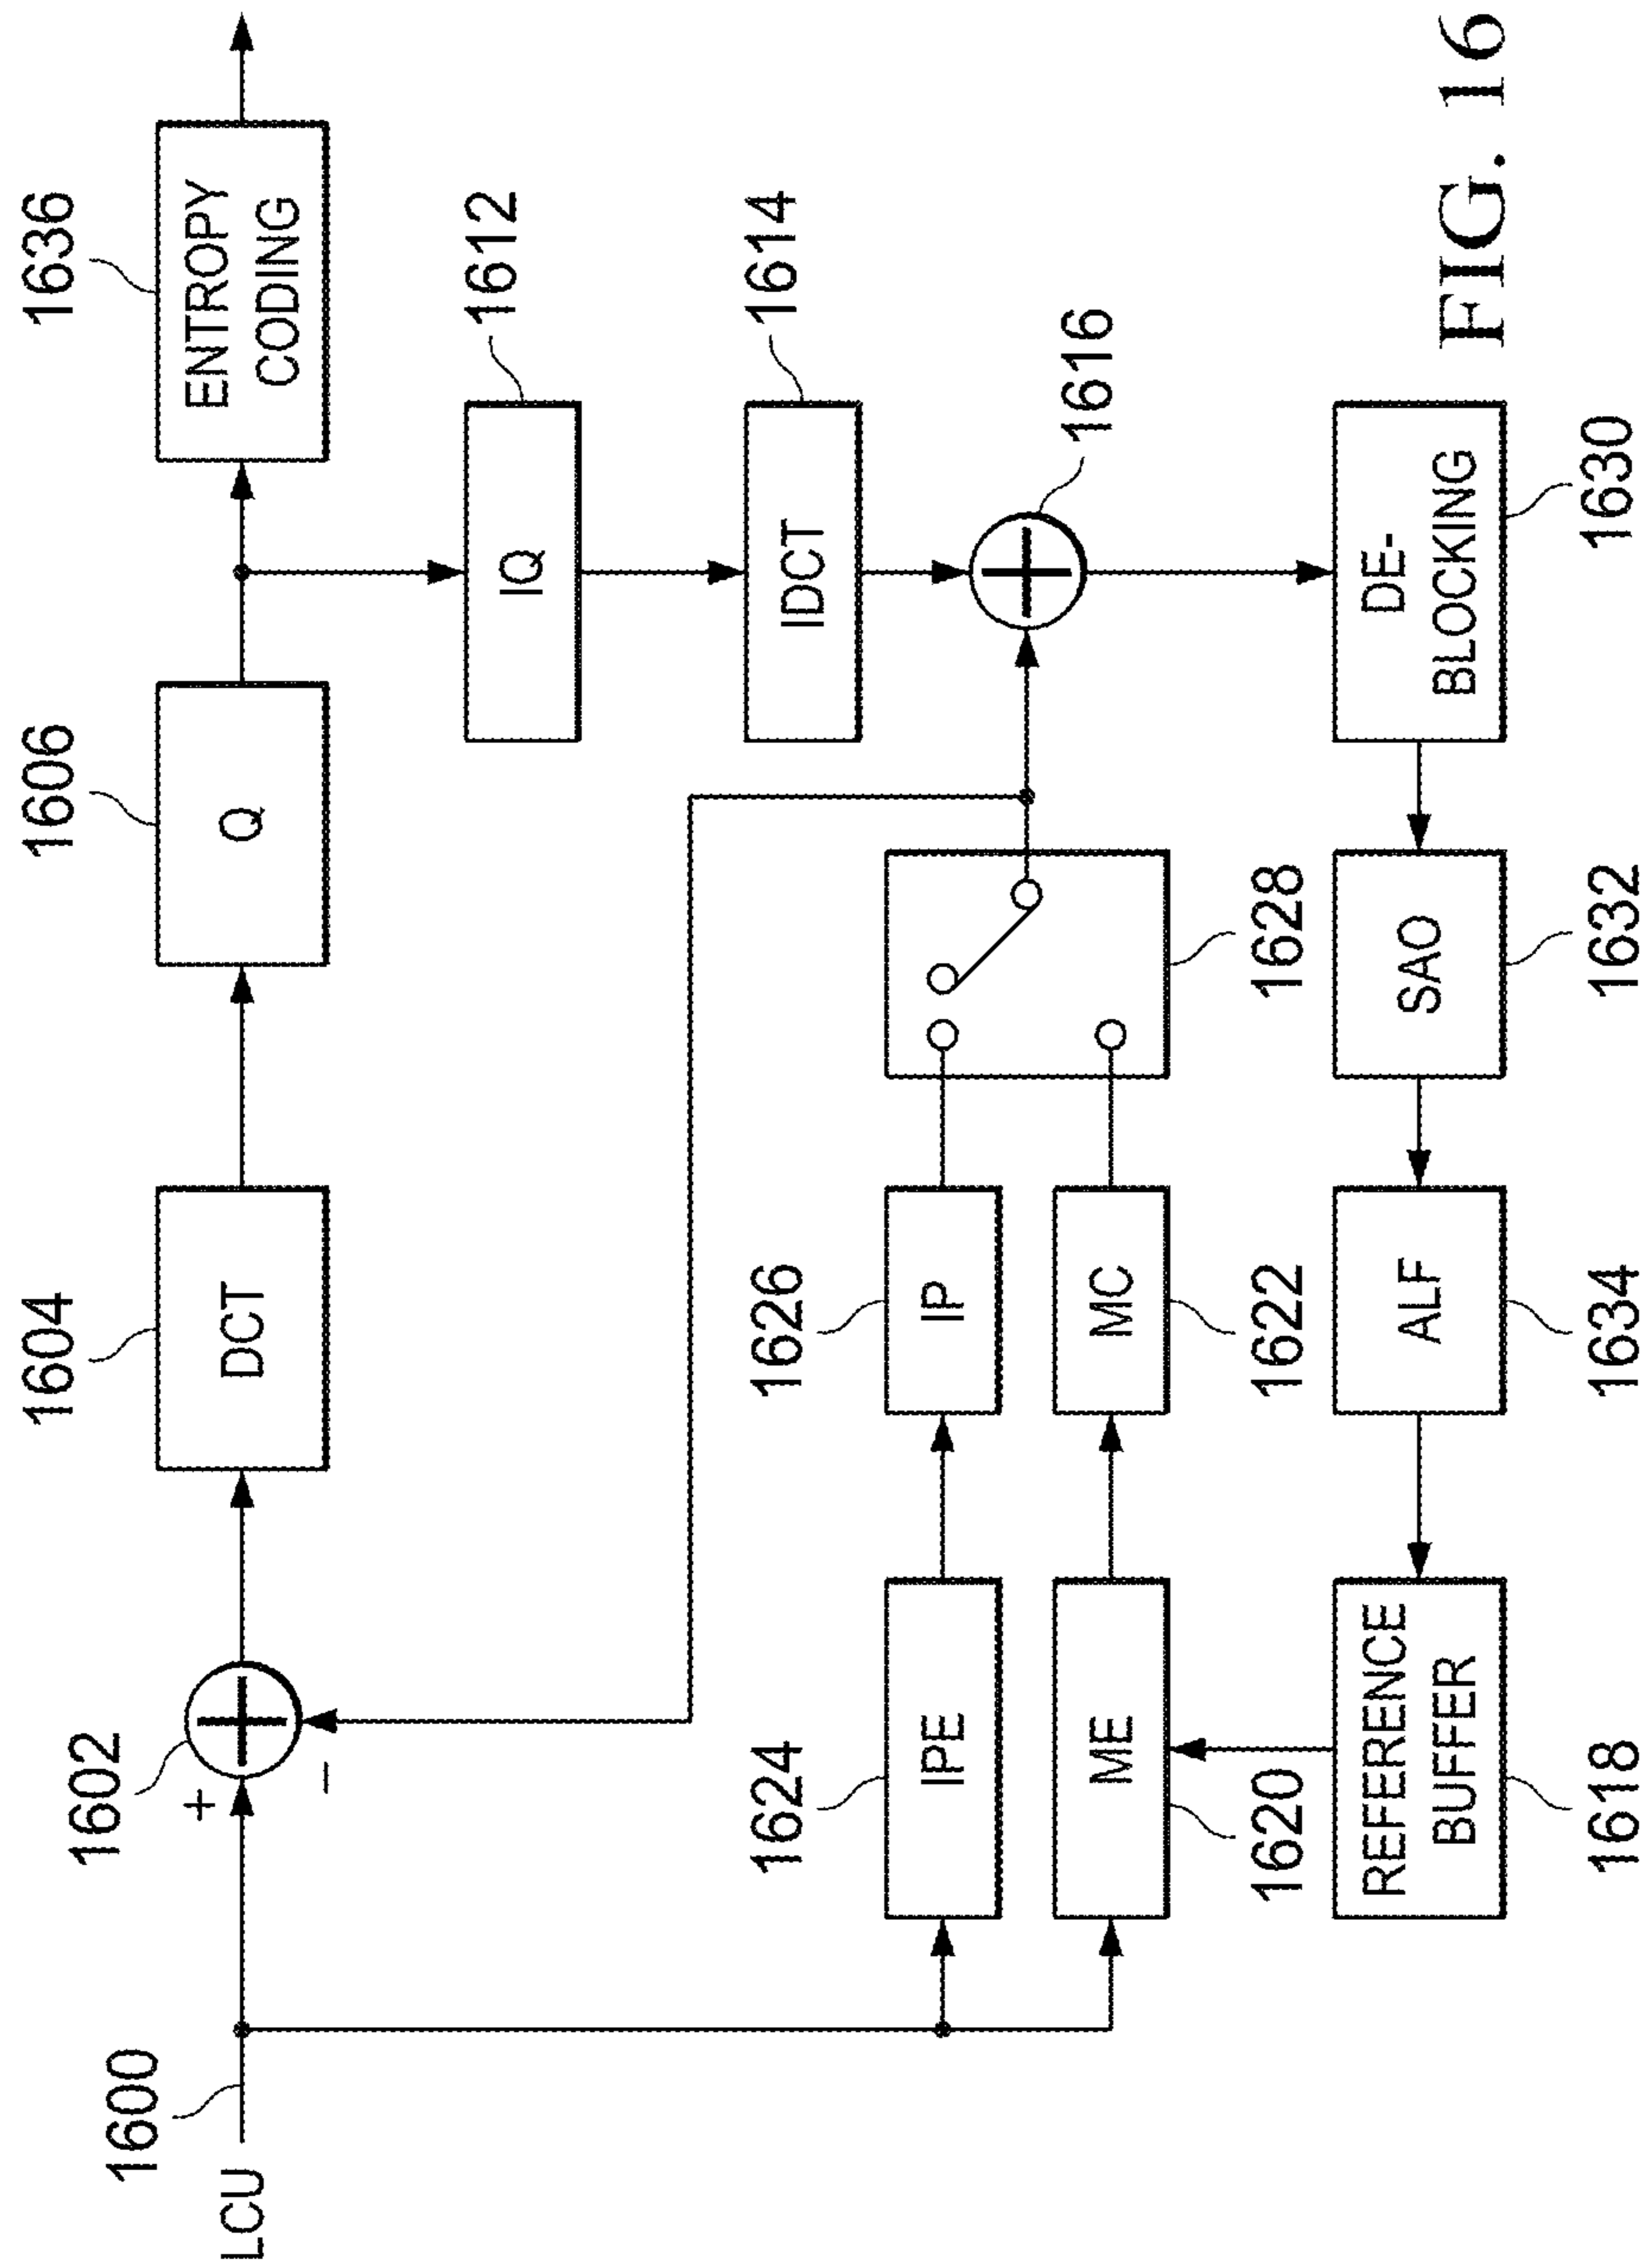 LCU
1600
+
-
1602
DCT
1604
Q
1606
ENTROPY
CODING
1636
IQ
1612
IDCT
1614
1616
IPE
1624
IP
1626
ME
1620
MC
1622
1628
REFERENCE
BUFFER
1618
ALF
1634
SAO
1632
DE-
BLOCKING
1630
FIG. 16